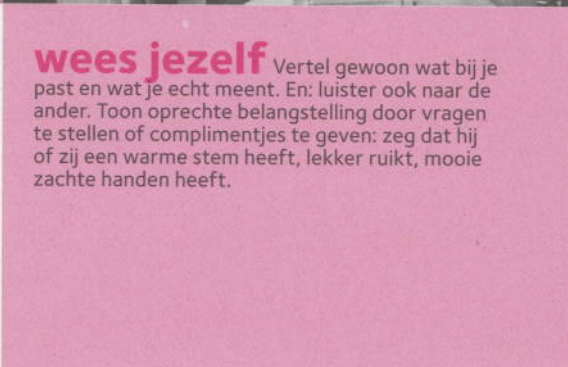 wees jezelf Vertel gewoon wat bij je
past en wat je echt meent. En: luister ook naar de
ander. Toon oprechte belangstelling door vragen
te stellen of complimentjes te geven: zeg dat hij
of zij een warme stem heeft, lekker ruikt, mooie
zachte handen heeft.